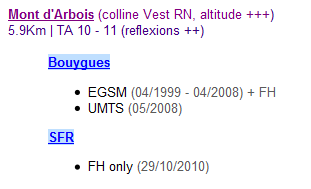 Mont d'Arbois (colline Vest RN, altitude +++)
5.9Km | TA 10 - 11 (reflexions ++)
Bouygues
• EGSM (04/1999 - 04/2008) + FH
• UMTS (05/2008)
SFR
• FH only (29/10/2010)